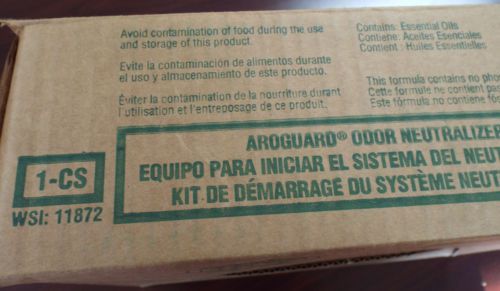 Avoid contamination of food during the use
and storage of this product.
Evite la contaminación de alimentos durante
el uso y almacenamiento de este producto.
Éviter la contamination de la nourriture durant
l'utilisation et l'entreposage de ce produit.
Contains: Essential Oils
Contiene: Aceites Esenciales
Contient : Huiles Essentielles
This formula contains no
Cette formule ne contient pas
Este fórmula no contiene
AROGUARD® ODOR NEUTRALIZER
EQUIPO PARA INICIAR EL SISTEMA DEL
KIT DE DÉMARRAGE DU SYSTÈME
1-CS
WSI: 11872